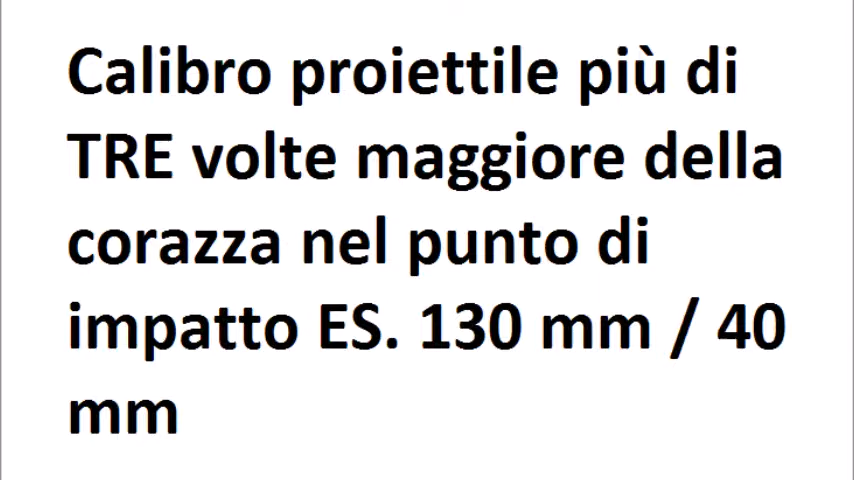 Calibro proiettile più di
TRE volte maggiore della
corazza nel punto di
impatto ES. 130 mm / 40
mm